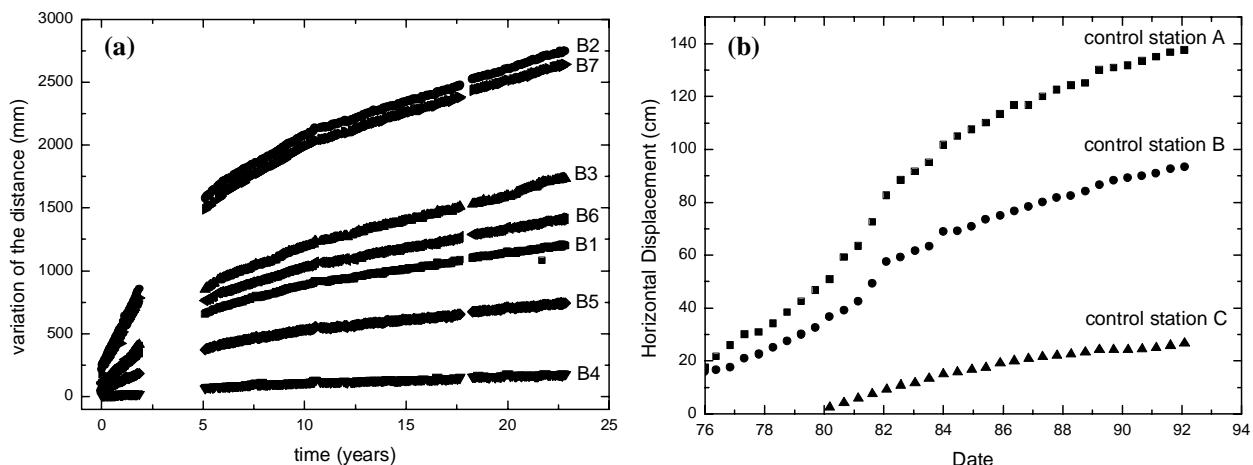 (a)
variation of the distance (mm)
3000
2500
2000
1500
1000
500
0
B2
B7
B3
B6
B1
B5
B4
0 5 10 15 20 25
time (years)
(b)
Horizontal Displacement (cm)
140
120
100
80
60
40
20
0
control station A
control station B
control station C
76 78 80 82 84 86 88 90 92 94
Date